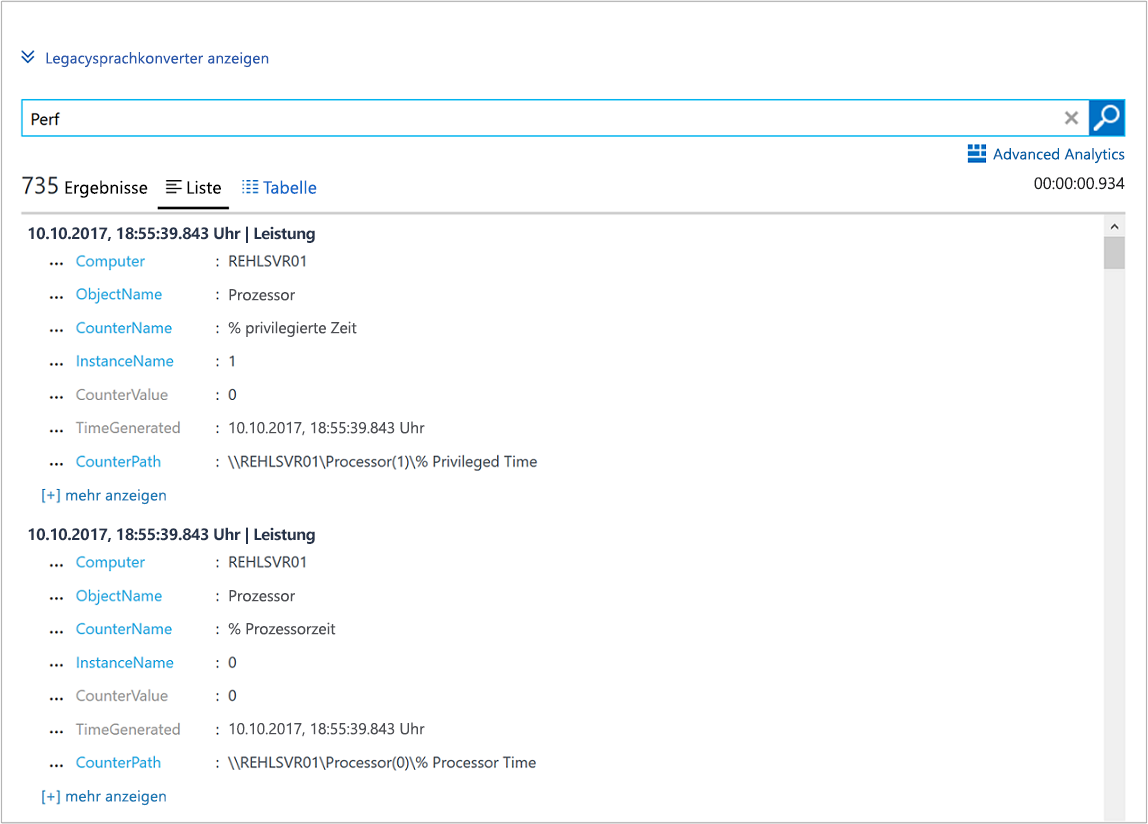 Legacysprachkonverter anzeigen
Perf
Advanced Analytics
735 Ergebnisse Liste Tabelle 00:00:00.934
10.10.2017, 18:55:39.843 Uhr | Leistung
... Computer : REHLSVR01
... ObjectName : Prozessor
... CounterName : % privilegierte Zeit
... InstanceName : 1
... CounterValue : 0
... TimeGenerated : 10.10.2017, 18:55:39.843 Uhr
... CounterPath : \\REHLSVR01\Processor(1)\% Privileged Time
[+] mehr anzeigen
10.10.2017, 18:55:39.843 Uhr | Leistung
... Computer : REHLSVR01
... ObjectName : Prozessor
... CounterName : % Prozessorzeit
... InstanceName : 0
... CounterValue : 0
... TimeGenerated : 10.10.2017, 18:55:39.843 Uhr
... CounterPath : \\REHLSVR01\Processor(0)\% Processor Time
[+] mehr anzeigen